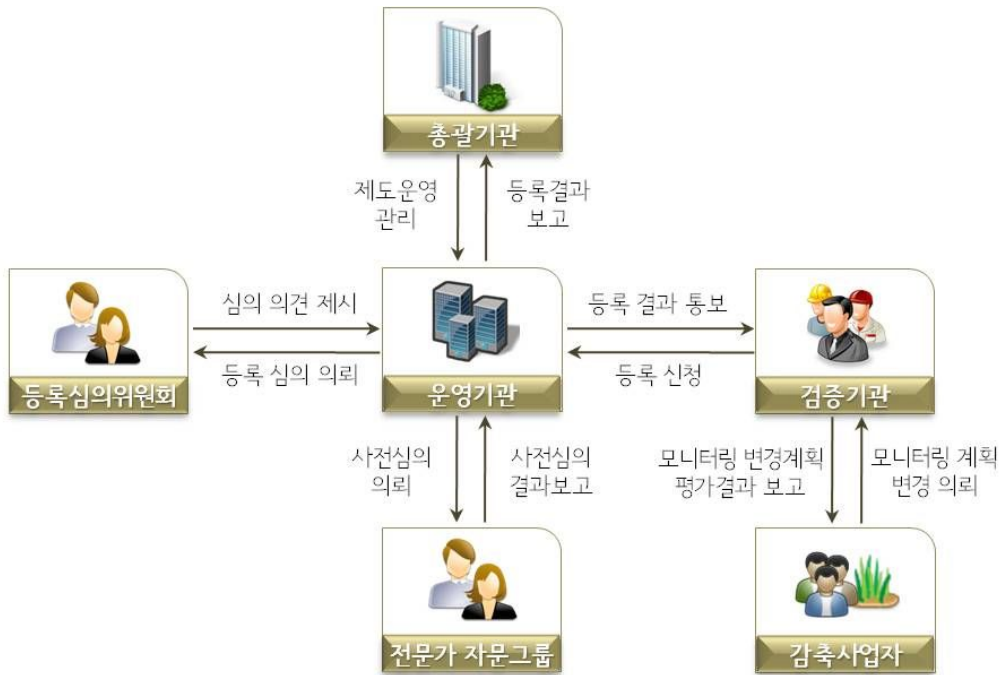 총괄기관
제도운영
관리
등록결과
보고
심의 의견 제시
등록 심의 의뢰
등록심의위원회
운영기관
등록 결과 통보
등록 신청
검증기관
사전심의
의뢰
사전심의
결과보고
모니터링 변경계획
평가결과 보고
모니터링 계획
변경 의뢰
전문가 자문그룹
감축사업자